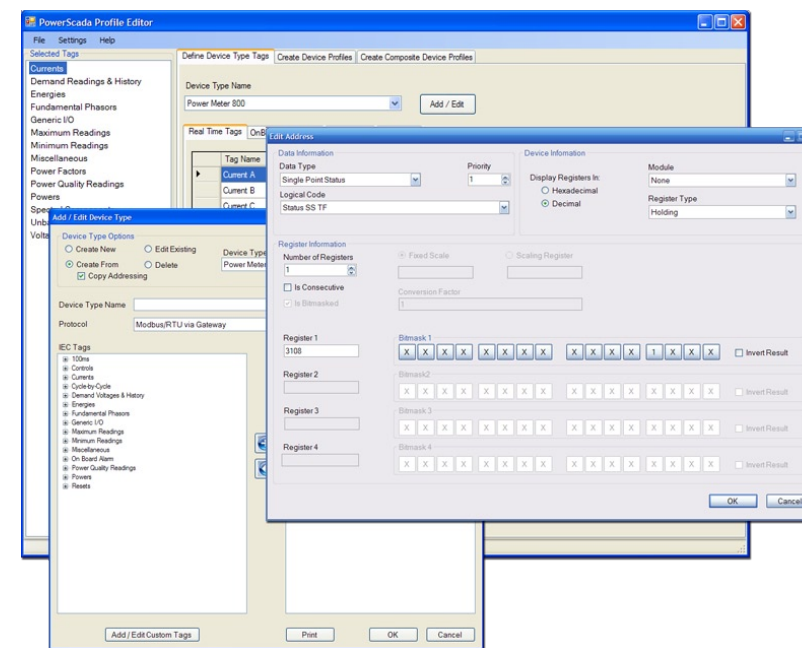 PowerScada Profile Editor
File Settings Help
Selected Tags
Currents
Demand Readings & History
Energies
Fundamental Phasors
Generic I/O
Maximum Readings
Minimum Readings
Miscellaneous
Power Factors
Power Quality Readings
Powers
Define Device Type Tags Create Device Profiles Create Composite Device Profiles
Device Type Name
Power Meter 800
Add / Edit
Real Time Tags OnB
Tag Name
Current A
Current B
Current C
Add / Edit Device Type
Device Type Options
Create New Edit Existing
Create From Delete
Copy Addressing
Device Type
Power Meter
Device Type Name
Protocol Modbus/RTU via Gateway
IEC Tags
100ms
Controls
Currents
Cycle-by-Cycle
Demand Voltages & History
Energies
Fundamental Phasors
Generic I/O
Maximum Readings
Minimum Readings
Miscellaneous
On Board Alarm
Power Quality Readings
Powers
Resets
Add / Edit Custom Tags Print OK Cancel
Edit Address
Data Information
Data Type Priority
Single Point Status 1
Logical Code
Status SS TF
Device Infomation
Display Registers In:
Hexadecimal
Decimal
Module
None
Register Type
Holding
Register Information
Number of Registers
1
Is Consecutive
Is Bitmasked
Fixed Scale Scaling Register
Conversion Factor
1
Register 1 Bitmask 1
3108 X X X X X X X X X X X X 1 X X X Invert Result
Register 2 Bitmask2
X X X X X X X X X X X X X X X X Invert Result
Register 3 Bitmask 3
X X X X X X X X X X X X X X X X Invert Result
Register 4 Bitmask 4
X X X X X X X X X X X X X X X X Invert Result
OK Cancel